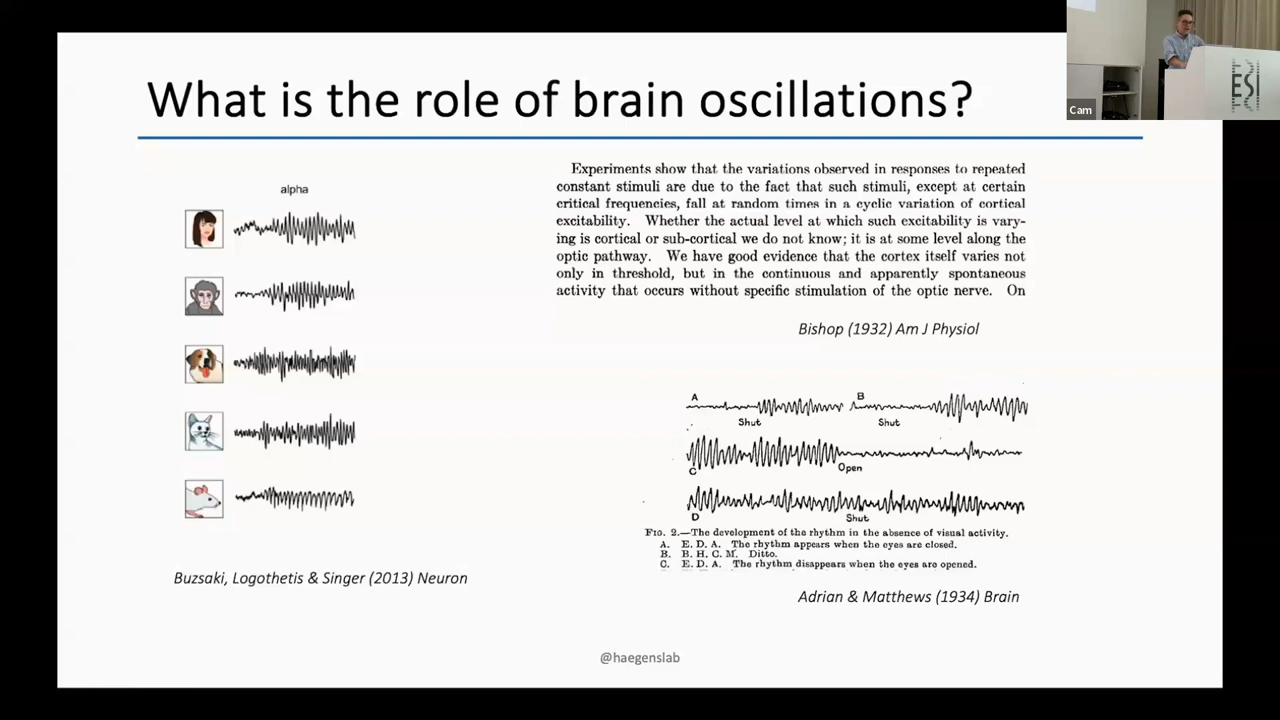 What is the role of brain oscillations?
alpha
Buzsaki, Logothetis & Singer (2013) Neuron
Experiments show that the variations observed in responses to repeated
constant stimuli are due to the fact that such stimuli, except at certain
critical frequencies, fall at random times in a cyclic variation of cortical
excitability. Whether the actual level at which such excitability is vary-
ing is cortical or sub-cortical we do not know; it is at some level along the
optic pathway. We have good evidence that the cortex itself varies not
only in threshold, but in the continuous and apparently spontaneous
activity that occurs without specific stimulation of the optic nerve. On
Bishop (1932) Am J Physiol
A B
Shut Shut
C Open
D Shut
Fig. 2.—The development of the rhythm in the absence of visual activity.
A. E. D. A. The rhythm appears when the eyes are closed.
B. B. H. C. M. Ditto.
C. E. D. A. The rhythm disappears when the eyes are opened.
Adrian & Matthews (1934) Brain
@haegenslab
Cam
ESI